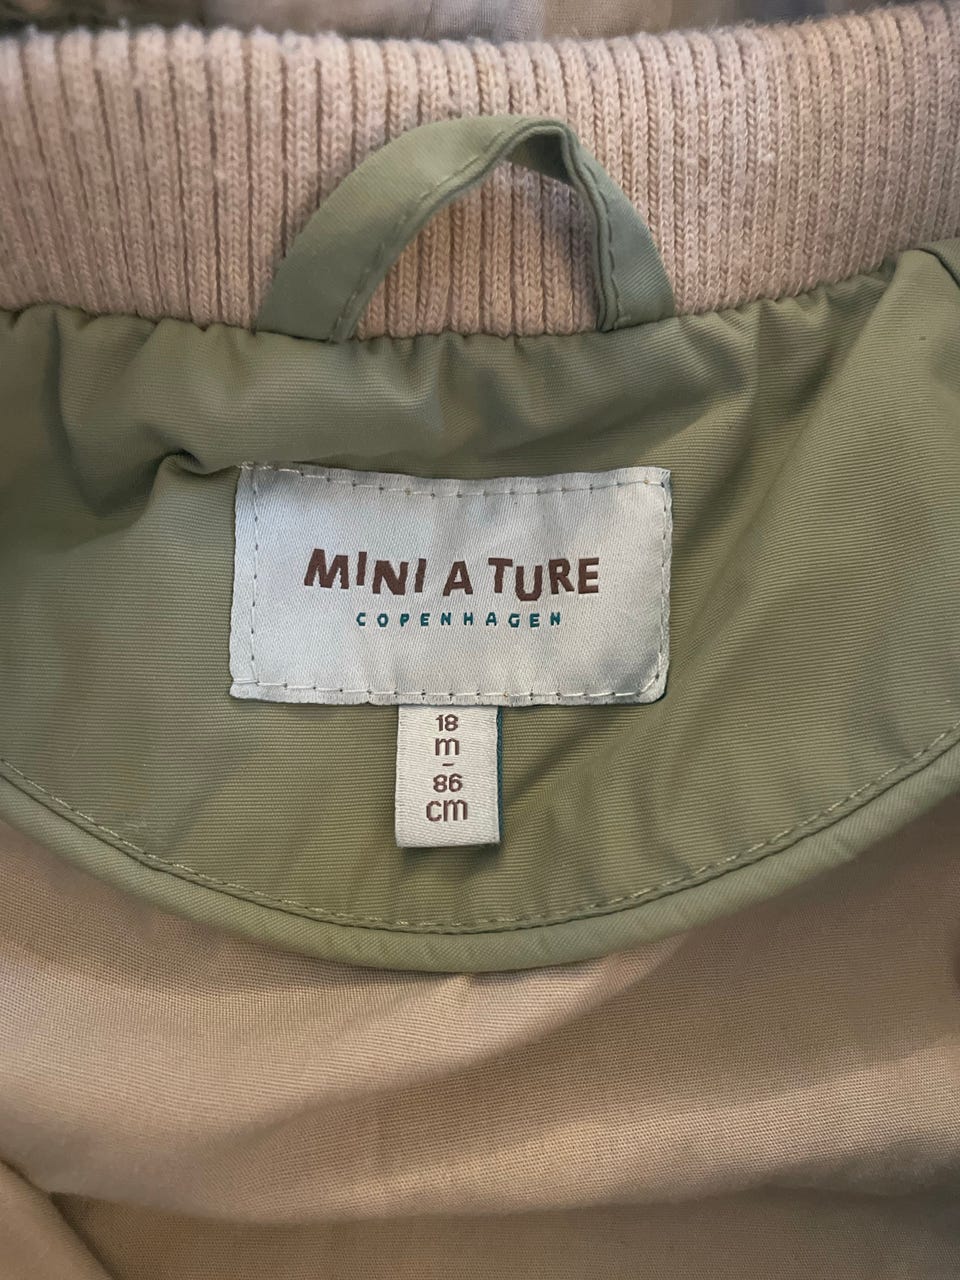 MINI A TURE
COPENHAGEN
18
m
-
86
cm